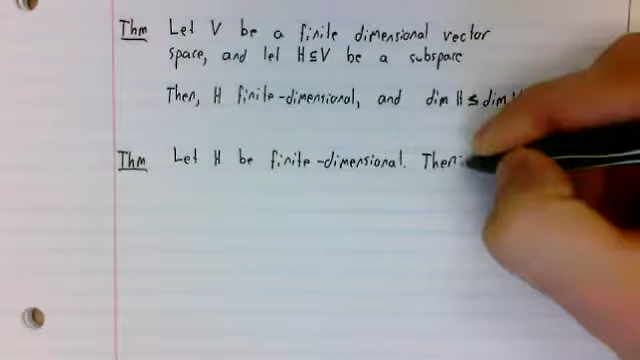 Thm Let V be a finite dimensional vector
space, and let H ⊆ V be a subspace
Then, H finite-dimensional, and dim H ≤ dim
Thm Let H be finite-dimensional. Then: